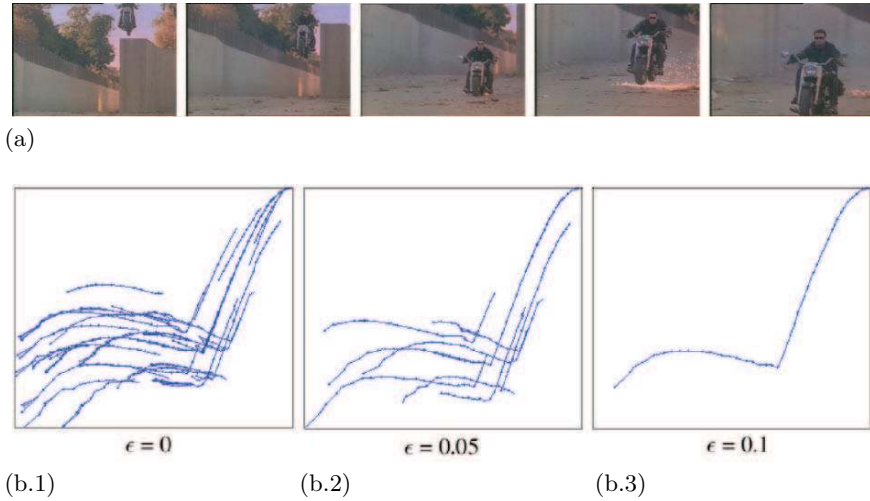 (a)
ϵ = 0
ϵ = 0.05
ϵ = 0.1
(b.1)
(b.2)
(b.3)